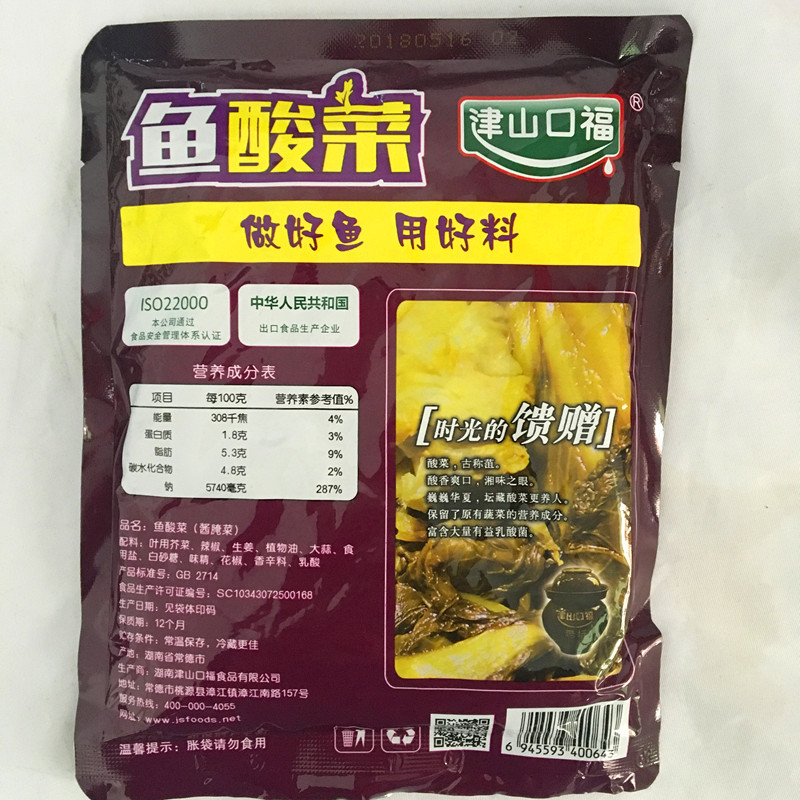 20180516 02
鱼酸菜
津山口福®
做好鱼 用好料
ISO22000
本公司通过
食品安全管理体系认证
中华人民共和国
出口食品生产企业
营养成分表
项目 每100克 营养素参考值%
能量 308千焦 4%
蛋白质 1.8克 3%
脂肪 5.3克 9%
碳水化合物 4.8克 2%
钠 5740毫克 287%
[时光的馈赠]
酸菜，古称菹。
酸香爽口，湘味之眼。
巍巍华夏，坛藏酸菜更养人。
保留了原有蔬菜的营养成分。
富含大量有益乳酸菌。
津山口福
品名：鱼酸菜（酱腌菜）
配料：叶用芥菜、辣椒、生姜、植物油、大蒜、食
用盐、白砂糖、味精、花椒、香辛料、乳酸
产品标准号：GB 2714
食品生产许可证编号：SC10343072500168
生产日期：见袋体印码
保质期：12个月
贮存条件：常温保存，冷藏更佳
产地：湖南省常德市
生产商：湖南津山口福食品有限公司
地址：常德市桃源县漳江镇漳江南路157号
服务热线：400-000-4055
网址：www.jsfoods.net
温馨提示：胀袋请勿食用
6 945593 400643